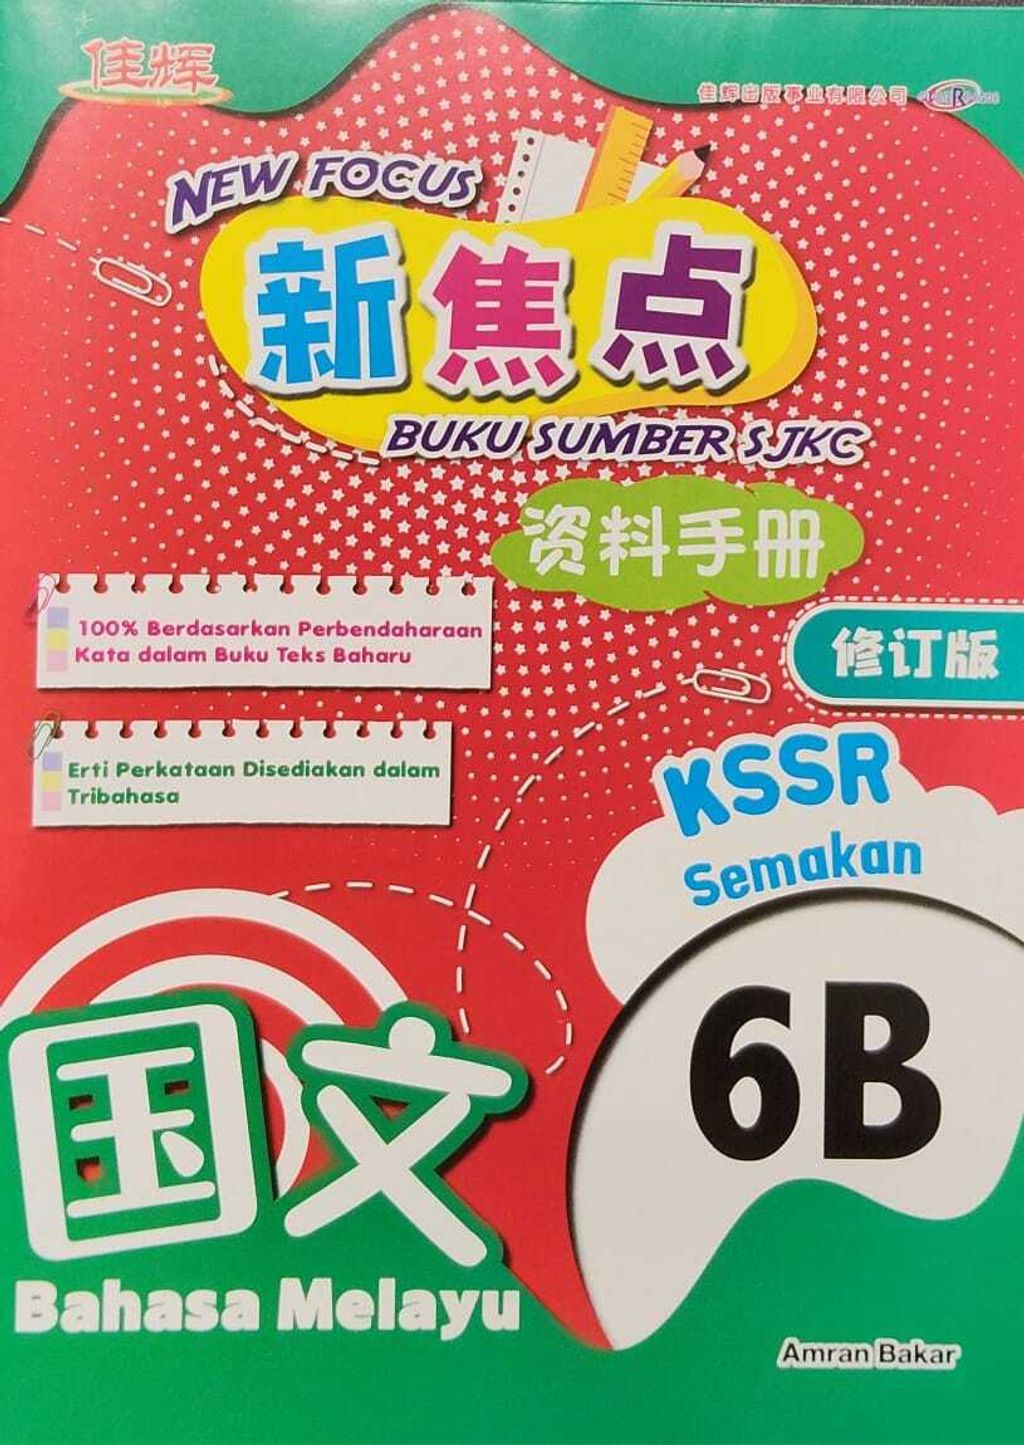 佳辉
佳辉出版事业有限公司
NEW FOCUS
新焦点
BUKU SUMBER SJKC
资料手册
100% Berdasarkan Perbendaharaan
Kata dalam Buku Teks Baharu
修订版
Erti Perkataan Disediakan dalam
Tribahasa
KSSR
Semakan
6B
国文
Bahasa Melayu
Amran Bakar